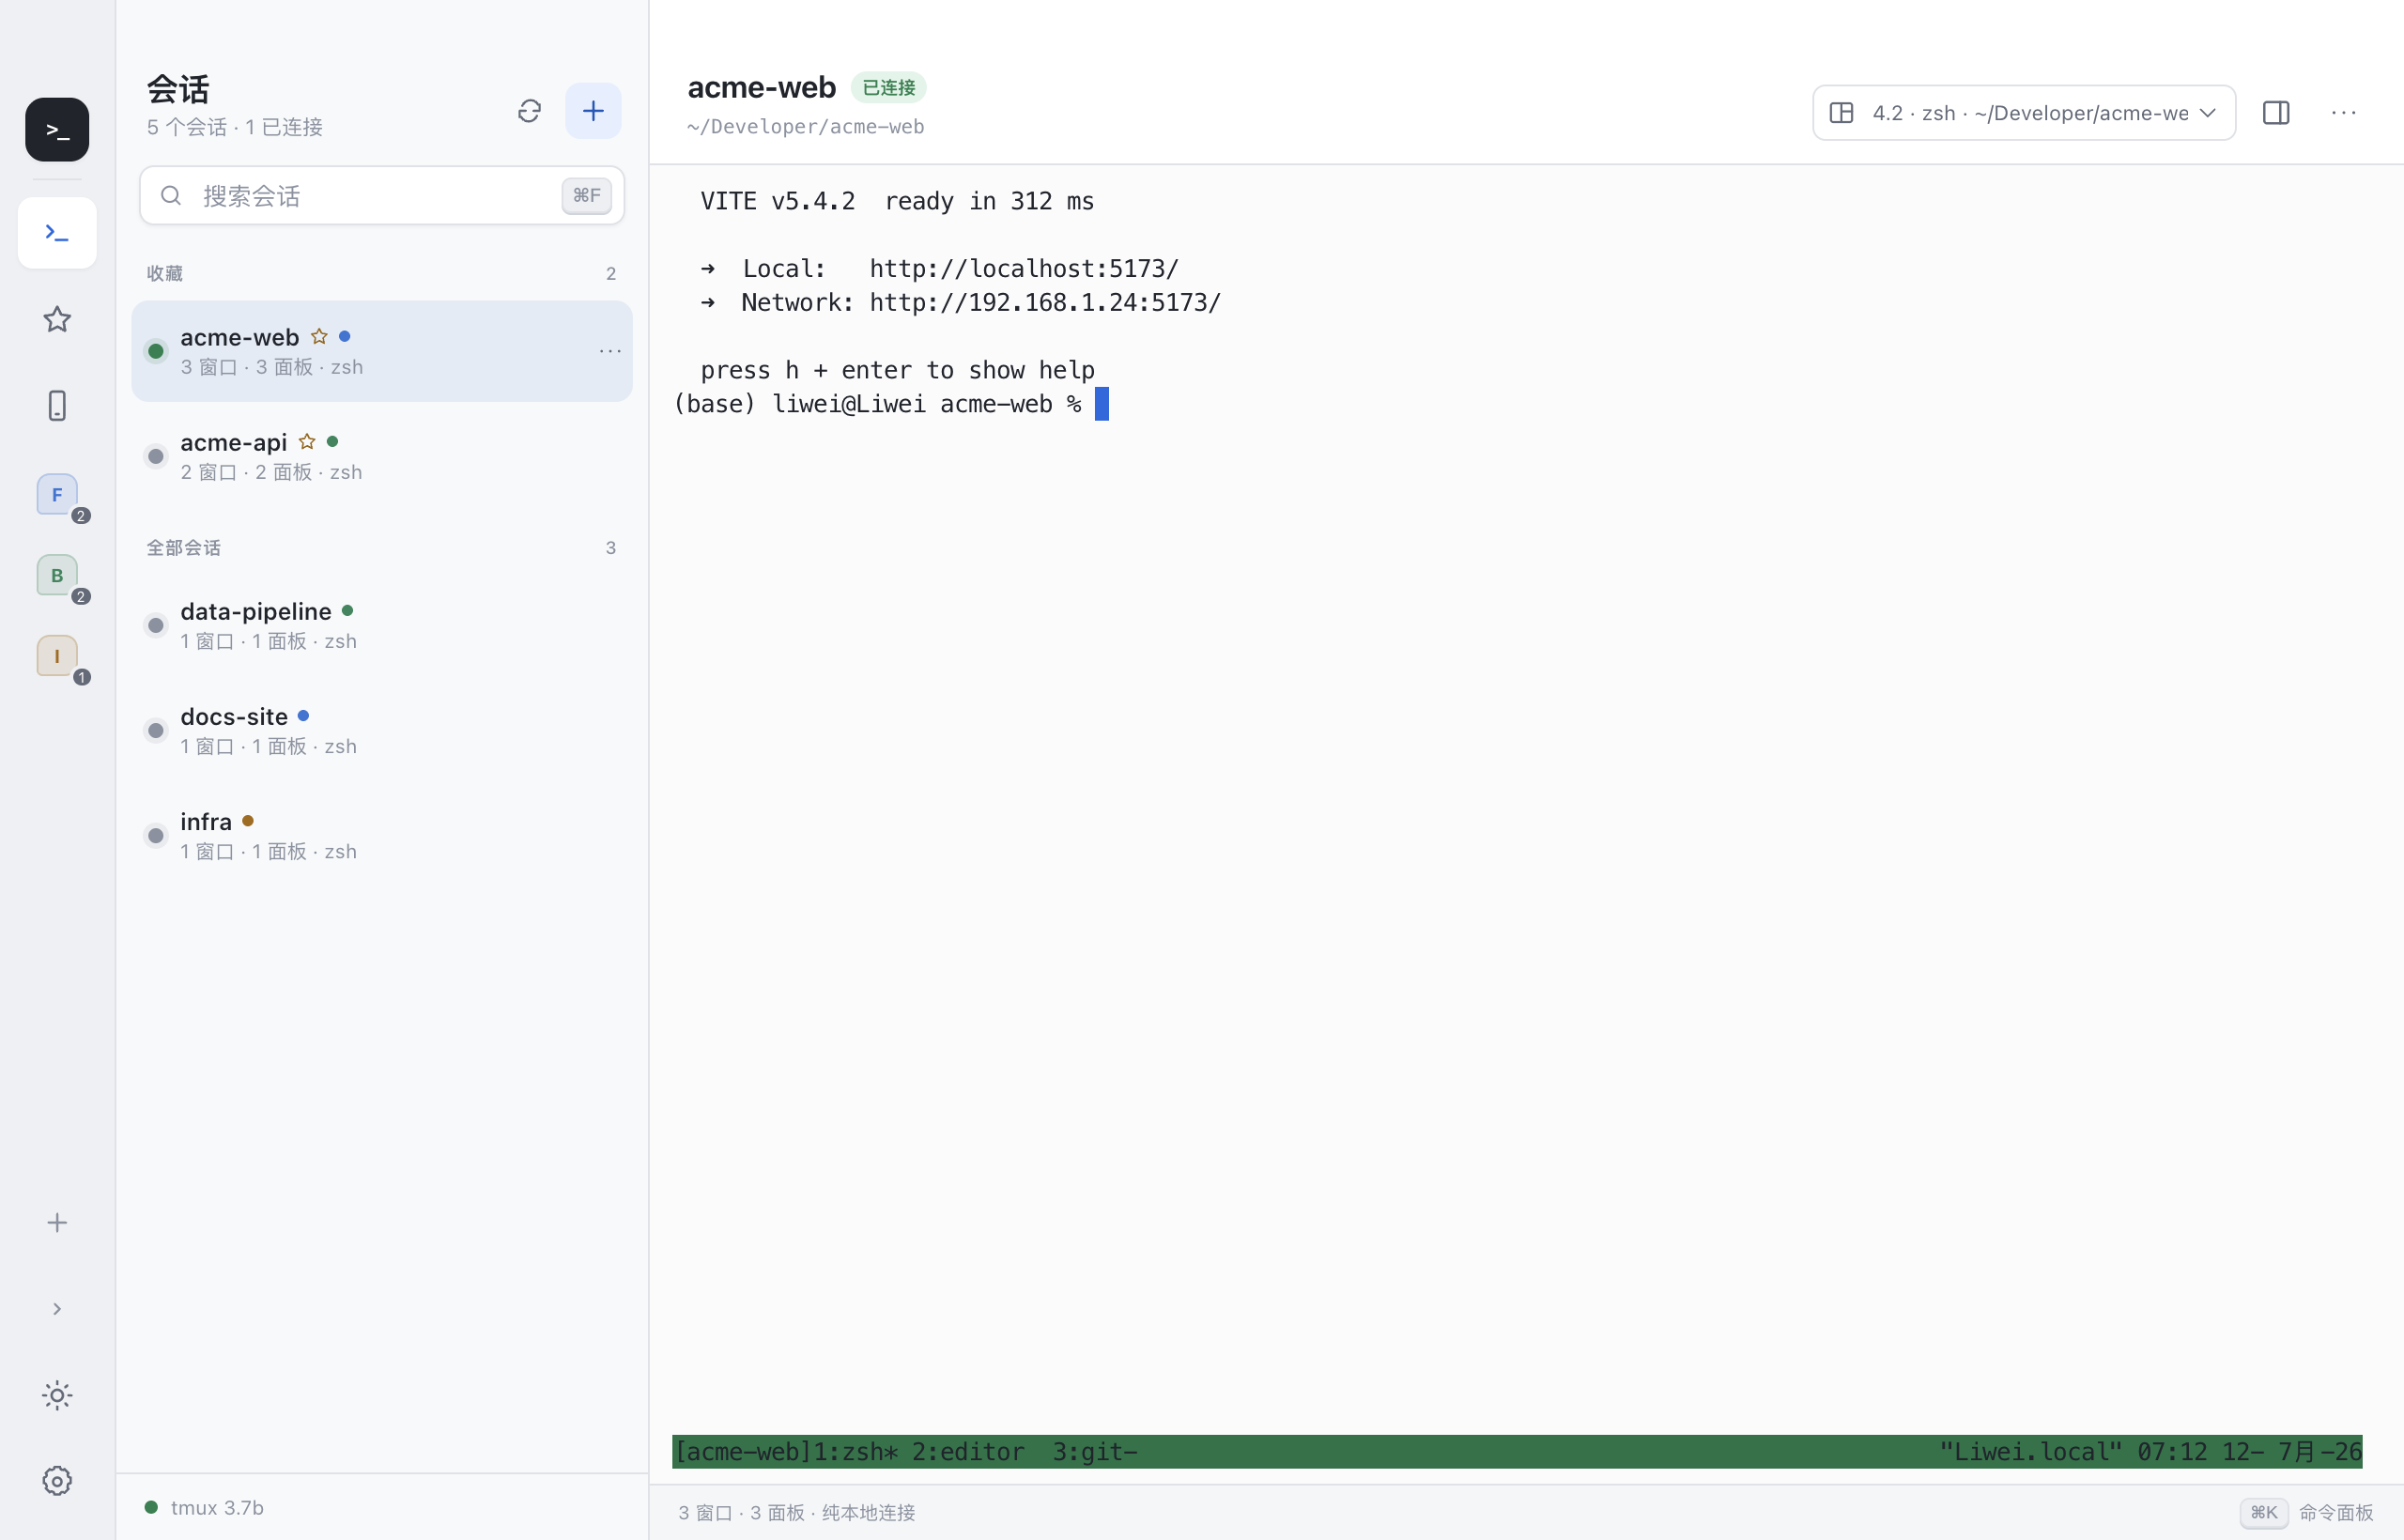 >_
F
2
B
2
I
1
会话
5 个会话 · 1 已连接
搜索会话
⌘F
收藏
2
acme-web
3 窗口 · 3 面板 · zsh
acme-api
2 窗口 · 2 面板 · zsh
全部会话
3
data-pipeline
1 窗口 · 1 面板 · zsh
docs-site
1 窗口 · 1 面板 · zsh
infra
1 窗口 · 1 面板 · zsh
tmux 3.7b
acme-web 已连接
~/Developer/acme-web
4.2 · zsh · ~/Developer/acme-we
VITE v5.4.2  ready in 312 ms
➜  Local:   http://localhost:5173/
➜  Network: http://192.168.1.24:5173/
press h + enter to show help
(base) liwei@Liwei acme-web %
[acme-web]1:zsh* 2:editor  3:git-
"Liwei.local" 07:12 12- 7月-26
3 窗口 · 3 面板 · 纯本地连接
⌘K 命令面板